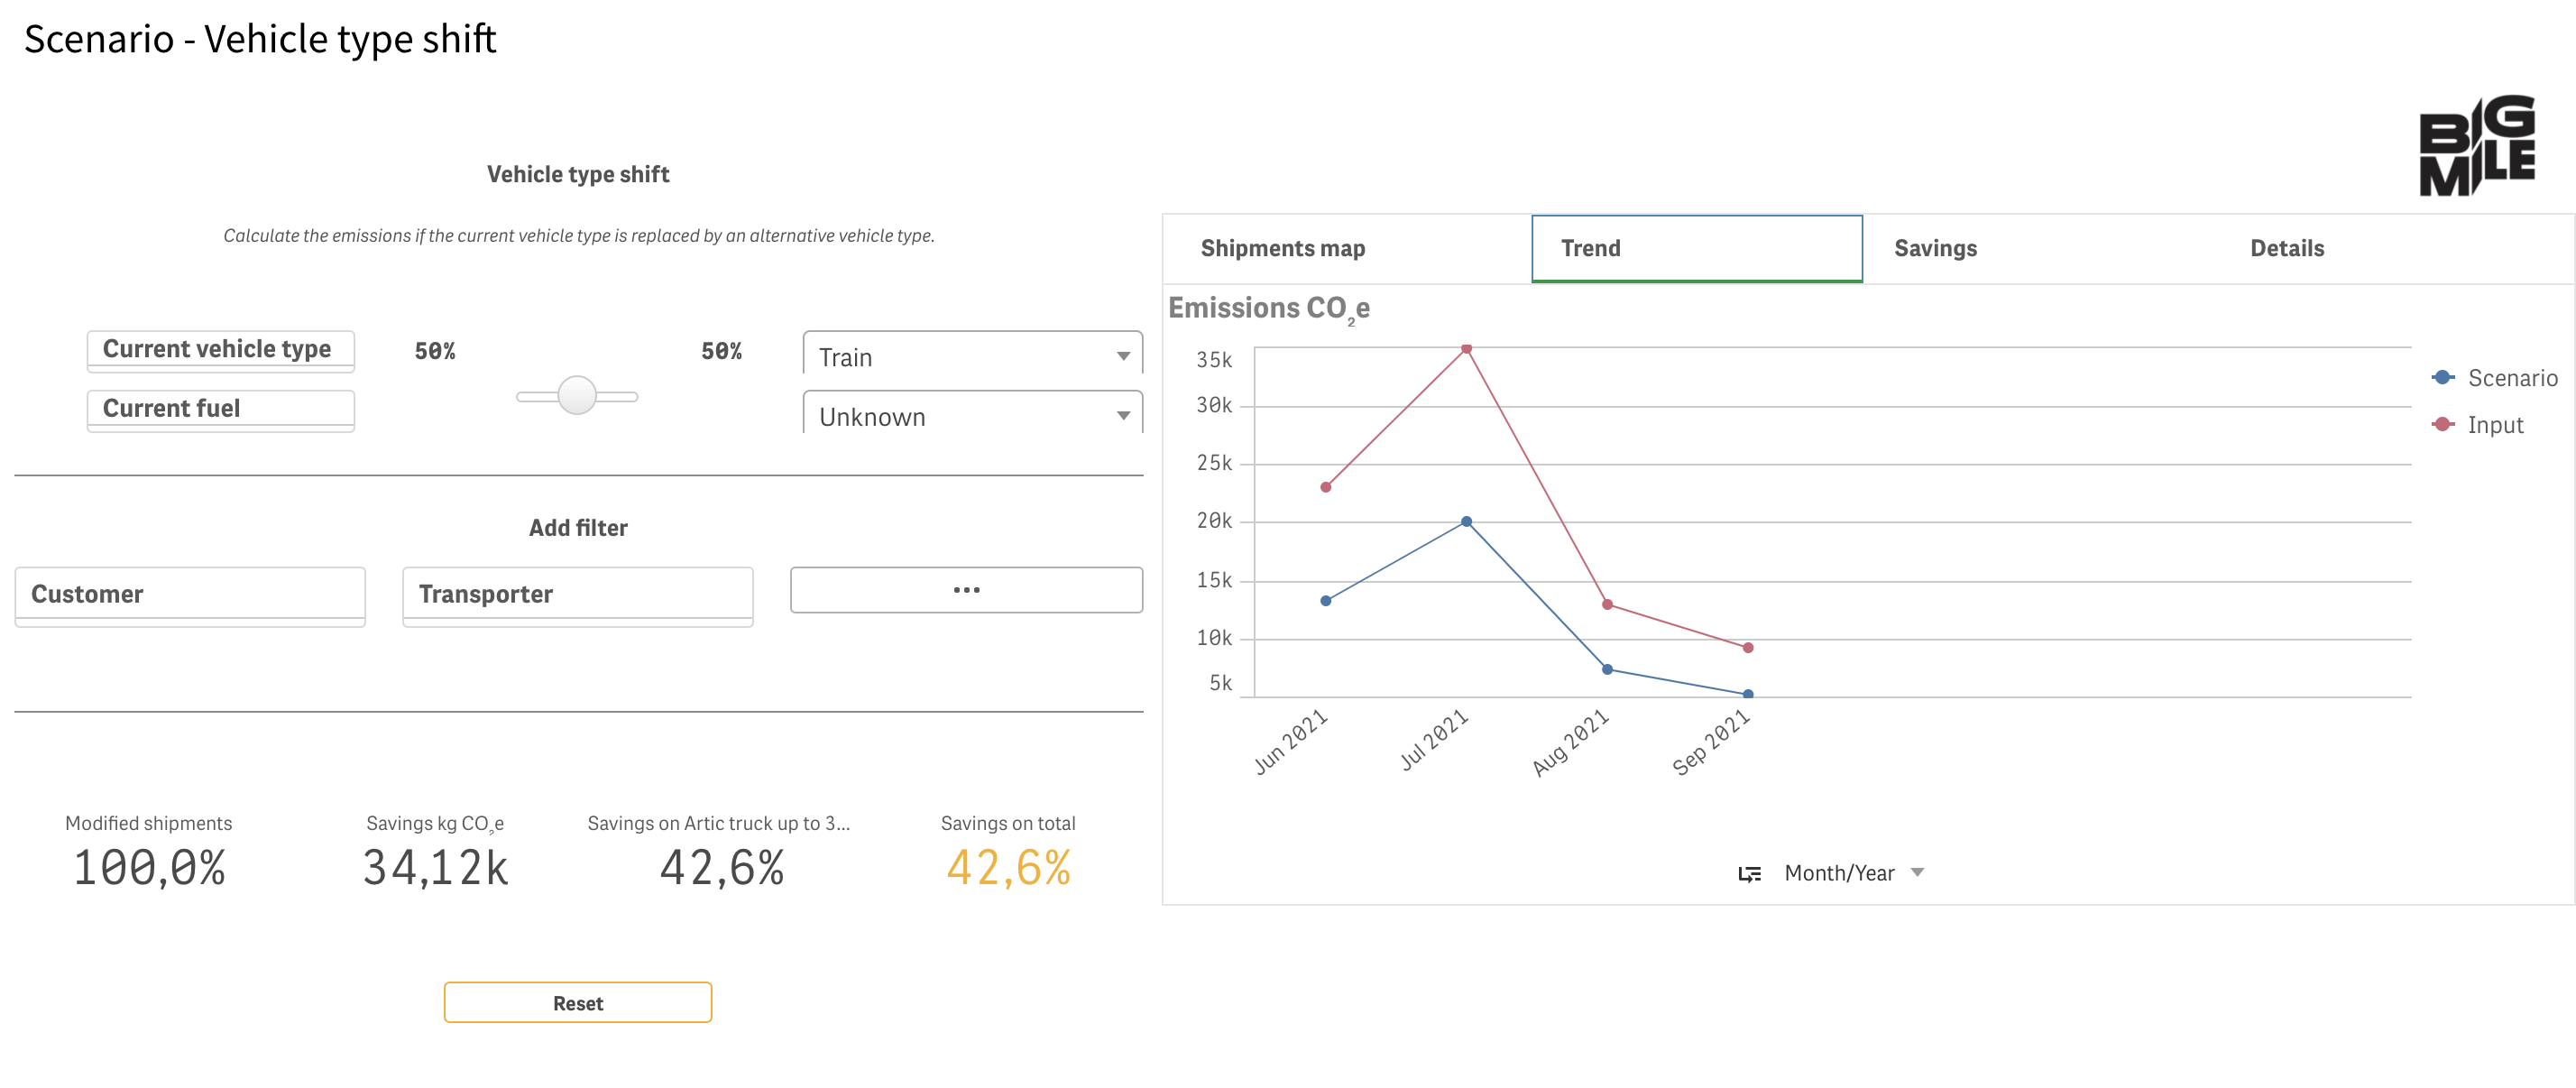 Scenario - Vehicle type shift
BIG
MILE
Vehicle type shift
Calculate the emissions if the current vehicle type is replaced by an alternative vehicle type.
Current vehicle type
50%
50%
Train
Current fuel
Unknown
Add filter
Customer
Transporter
...
Modified shipments
100,0%
Savings kg CO₂e
34,12k
Savings on Artic truck up to 3...
42,6%
Savings on total
42,6%
Reset
Shipments map
Trend
Savings
Details
Emissions CO₂e
35k
30k
25k
20k
15k
10k
5k
Jun 2021
Jul 2021
Aug 2021
Sep 2021
Scenario
Input
Month/Year